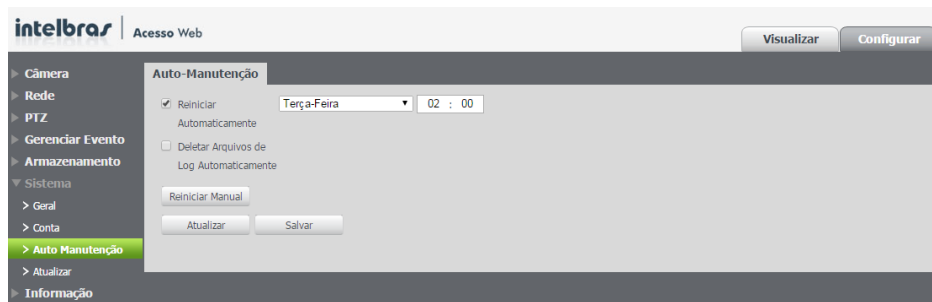 intelbras Acesso Web
Visualizar Configurar
Câmera
Rede
PTZ
Gerenciar Evento
Armazenamento
Sistema
> Geral
> Conta
> Auto Manutenção
> Atualizar
Informação
Auto-Manutenção
Reiniciar Automaticamente
Terça-Feira 02 : 00
Deletar Arquivos de
Log Automaticamente
Reiniciar Manual
Atualizar Salvar